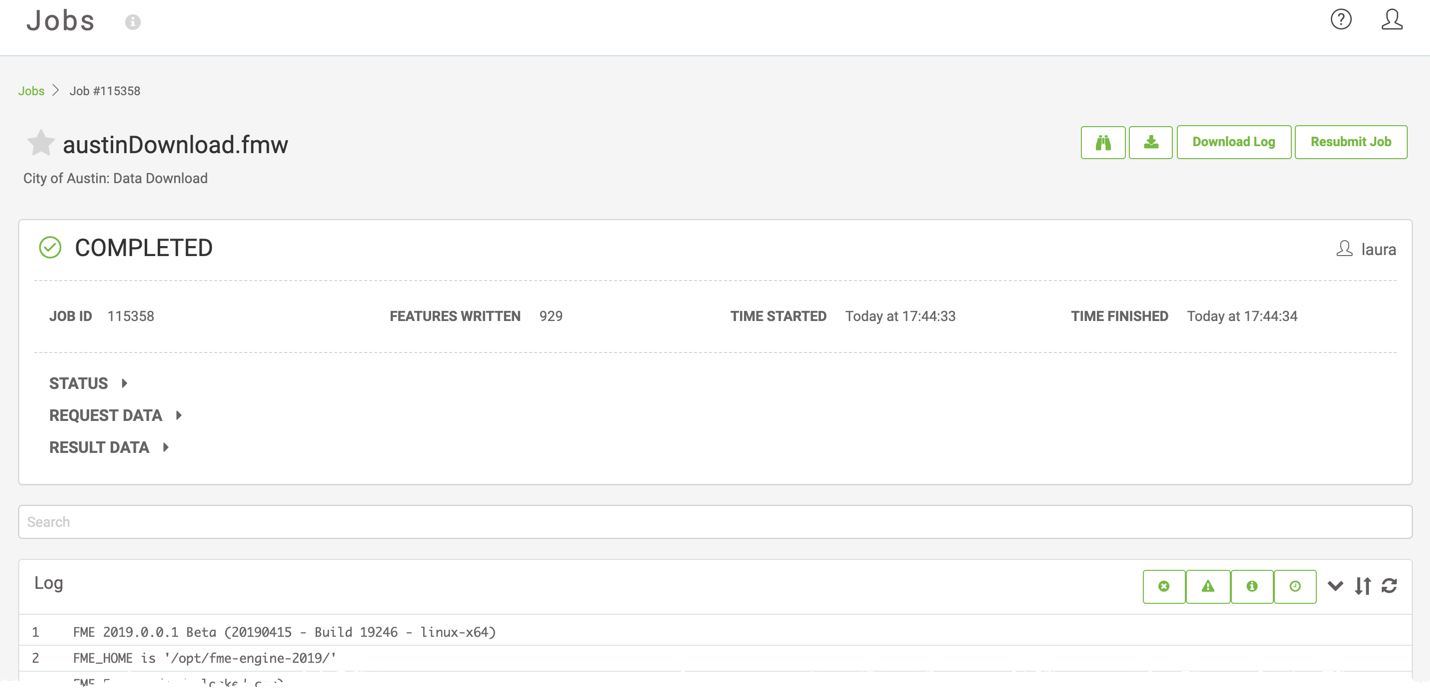 Jobs
Jobs > Job #115358
austinDownload.fmw
Download Log
Resubmit Job
City of Austin: Data Download
COMPLETED
laura
JOB ID 115358 FEATURES WRITTEN 929 TIME STARTED Today at 17:44:33 TIME FINISHED Today at 17:44:34
STATUS
REQUEST DATA
RESULT DATA
Search
Log
1 FME 2019.0.0.1 Beta (20190415 - Build 19246 - linux-x64)
2 FME_HOME is '/opt/fme-engine-2019/'